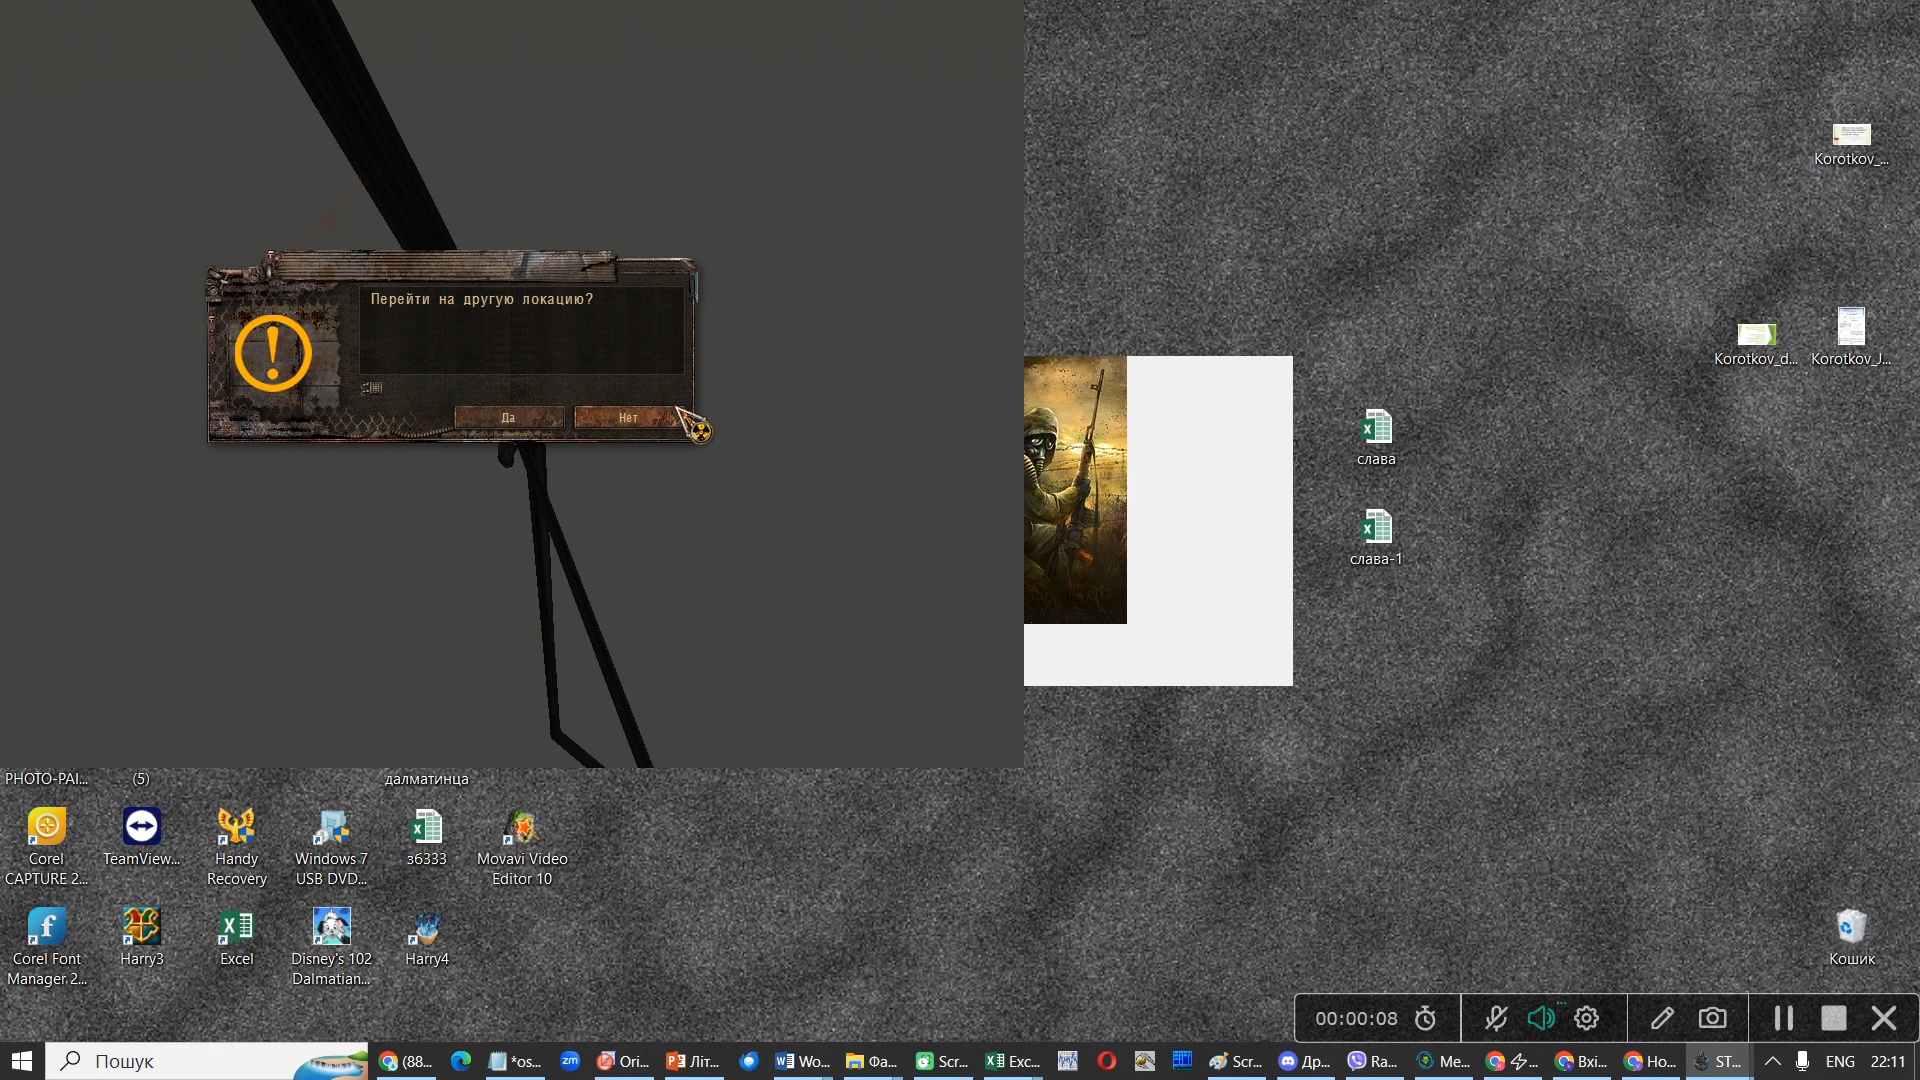 Перейти на другую локацию?
Да
Нет
Korotkov_...
Korotkov_d...
Korotkov_J...
слава
слава-1
PHOTO-PAI...
(5)
далматинца
Corel
CAPTURE 2...
TeamView...
Handy
Recovery
Windows 7
USB DVD...
з6333
Movavi Video
Editor 10
Corel Font
Manager 2...
Harry3
Excel
Disney's 102
Dalmatian...
Harry4
Кошик
00:00:08
Пошук
(88...
*os...
zm
Ori...
Літ...
Wo...
Фа...
Scr...
Exc...
Scr...
Др...
Ra...
Me...
⚡...
Вхі...
Но...
ST...
ENG
22:11